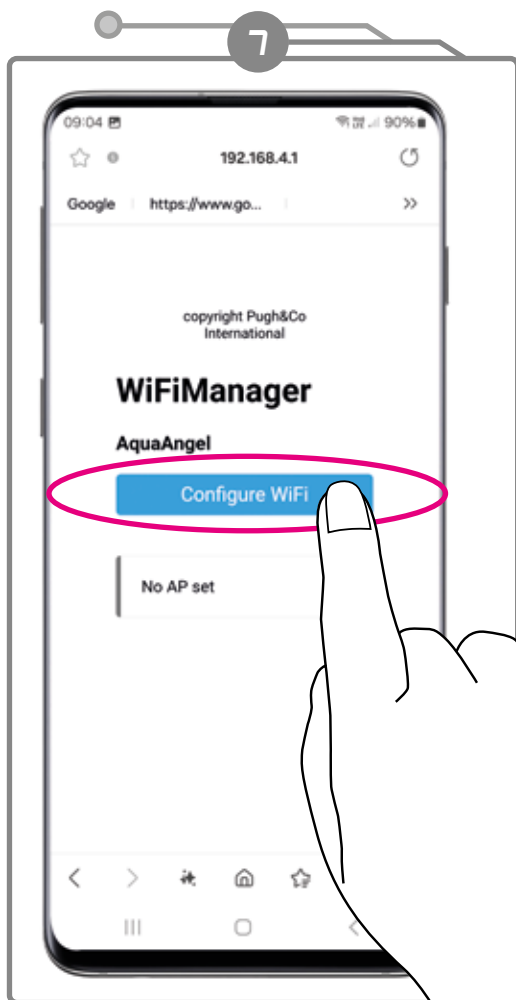 7
09:04 90%
192.168.4.1
Google https://www.go... >>
copyright Pugh&Co
International
WiFiManager
AquaAngel
Configure WiFi
No AP set